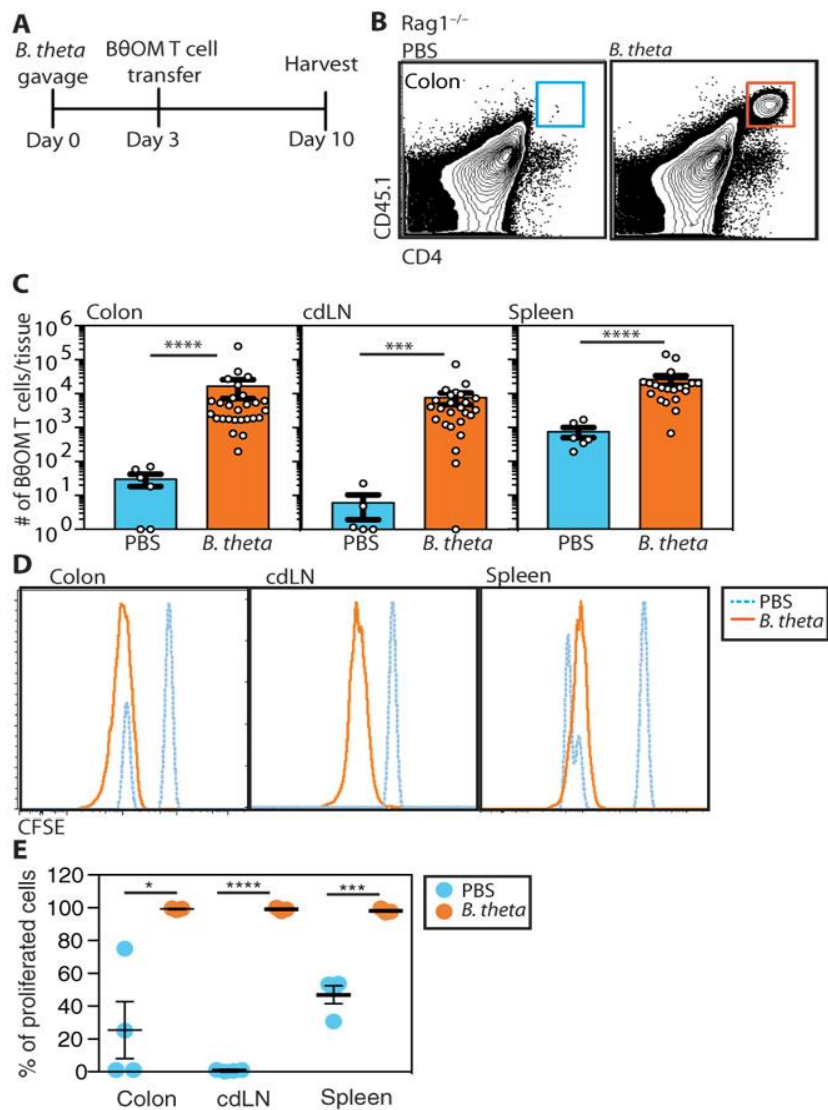 A
B. theta gavage
BθOM T cell transfer
Harvest
Day 0
Day 3
Day 10
B
Rag1–/–
PBS
B. theta
Colon
CD45.1
CD4
C
Colon
cdLN
Spleen
# of BθOM T cells/tissue
10^6
10^5
10^4
10^3
10^2
10^1
10^0
****
***
****
PBS
B. theta
PBS
B. theta
PBS
B. theta
D
Colon
cdLN
Spleen
PBS
B. theta
CFSE
E
% of proliferated cells
120
100
80
60
40
20
0
*
****
***
PBS
B. theta
Colon
cdLN
Spleen